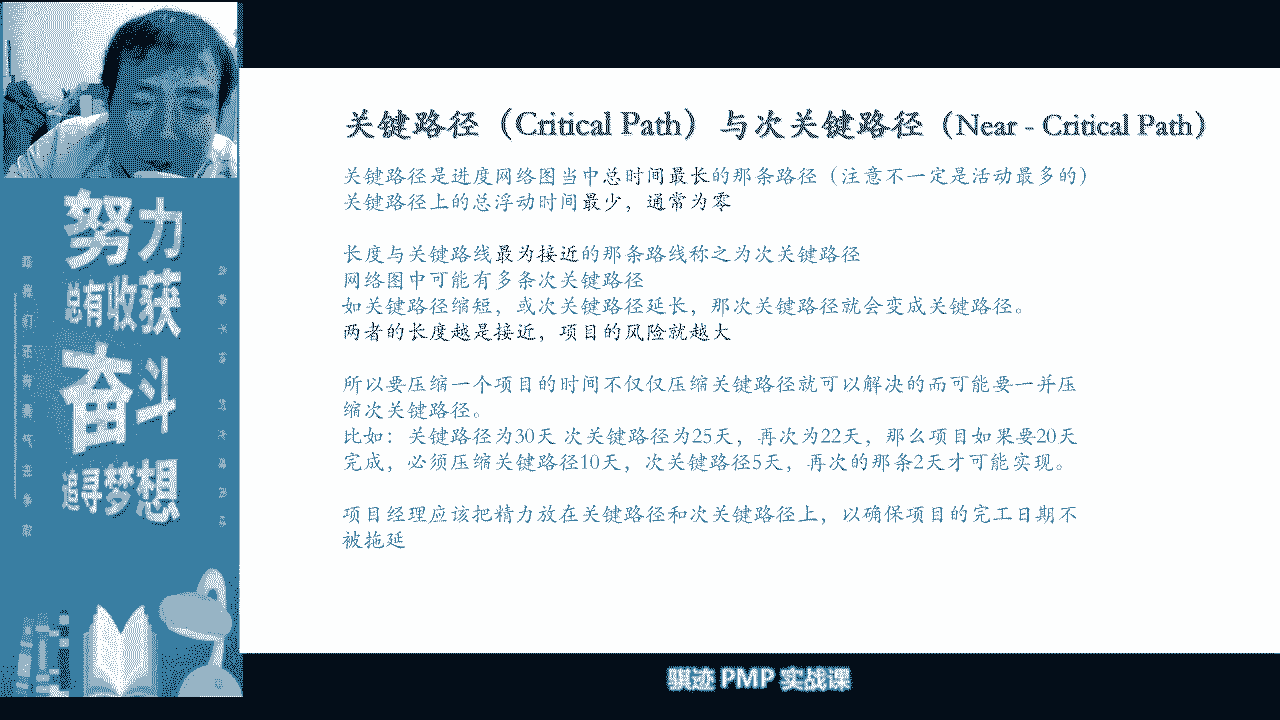 关键路径（Critical Path）与次关键路径（Near - Critical Path）
关键路径是进度网络图当中总时间最长的那条路径（注意不一定是活动最多的）
关键路径上的总浮动时间最少，通常为零
长度与关键路线最为接近的那条路线称之为次关键路径
网络图中可能有多条次关键路径
如关键路径缩短，或次关键路径延长，那次关键路径就会变成关键路径。
两者的长度越是接近，项目的风险就越大
所以要压缩一个项目的时间不仅仅压缩关键路径就可以解决的而可能要一并压
缩次关键路径。
比如：关键路径为30天 次关键路径为25天，再次为22天，那么项目如果要20天
完成，必须压缩关键路径10天，次关键路径5天，再次的那条2天才可能实现。
项目经理应该把精力放在关键路径和次关键路径上，以确保项目的完工日期不
被拖延
努力
总有收获
奋斗
追寻梦想
骐迹 PMP 实战课